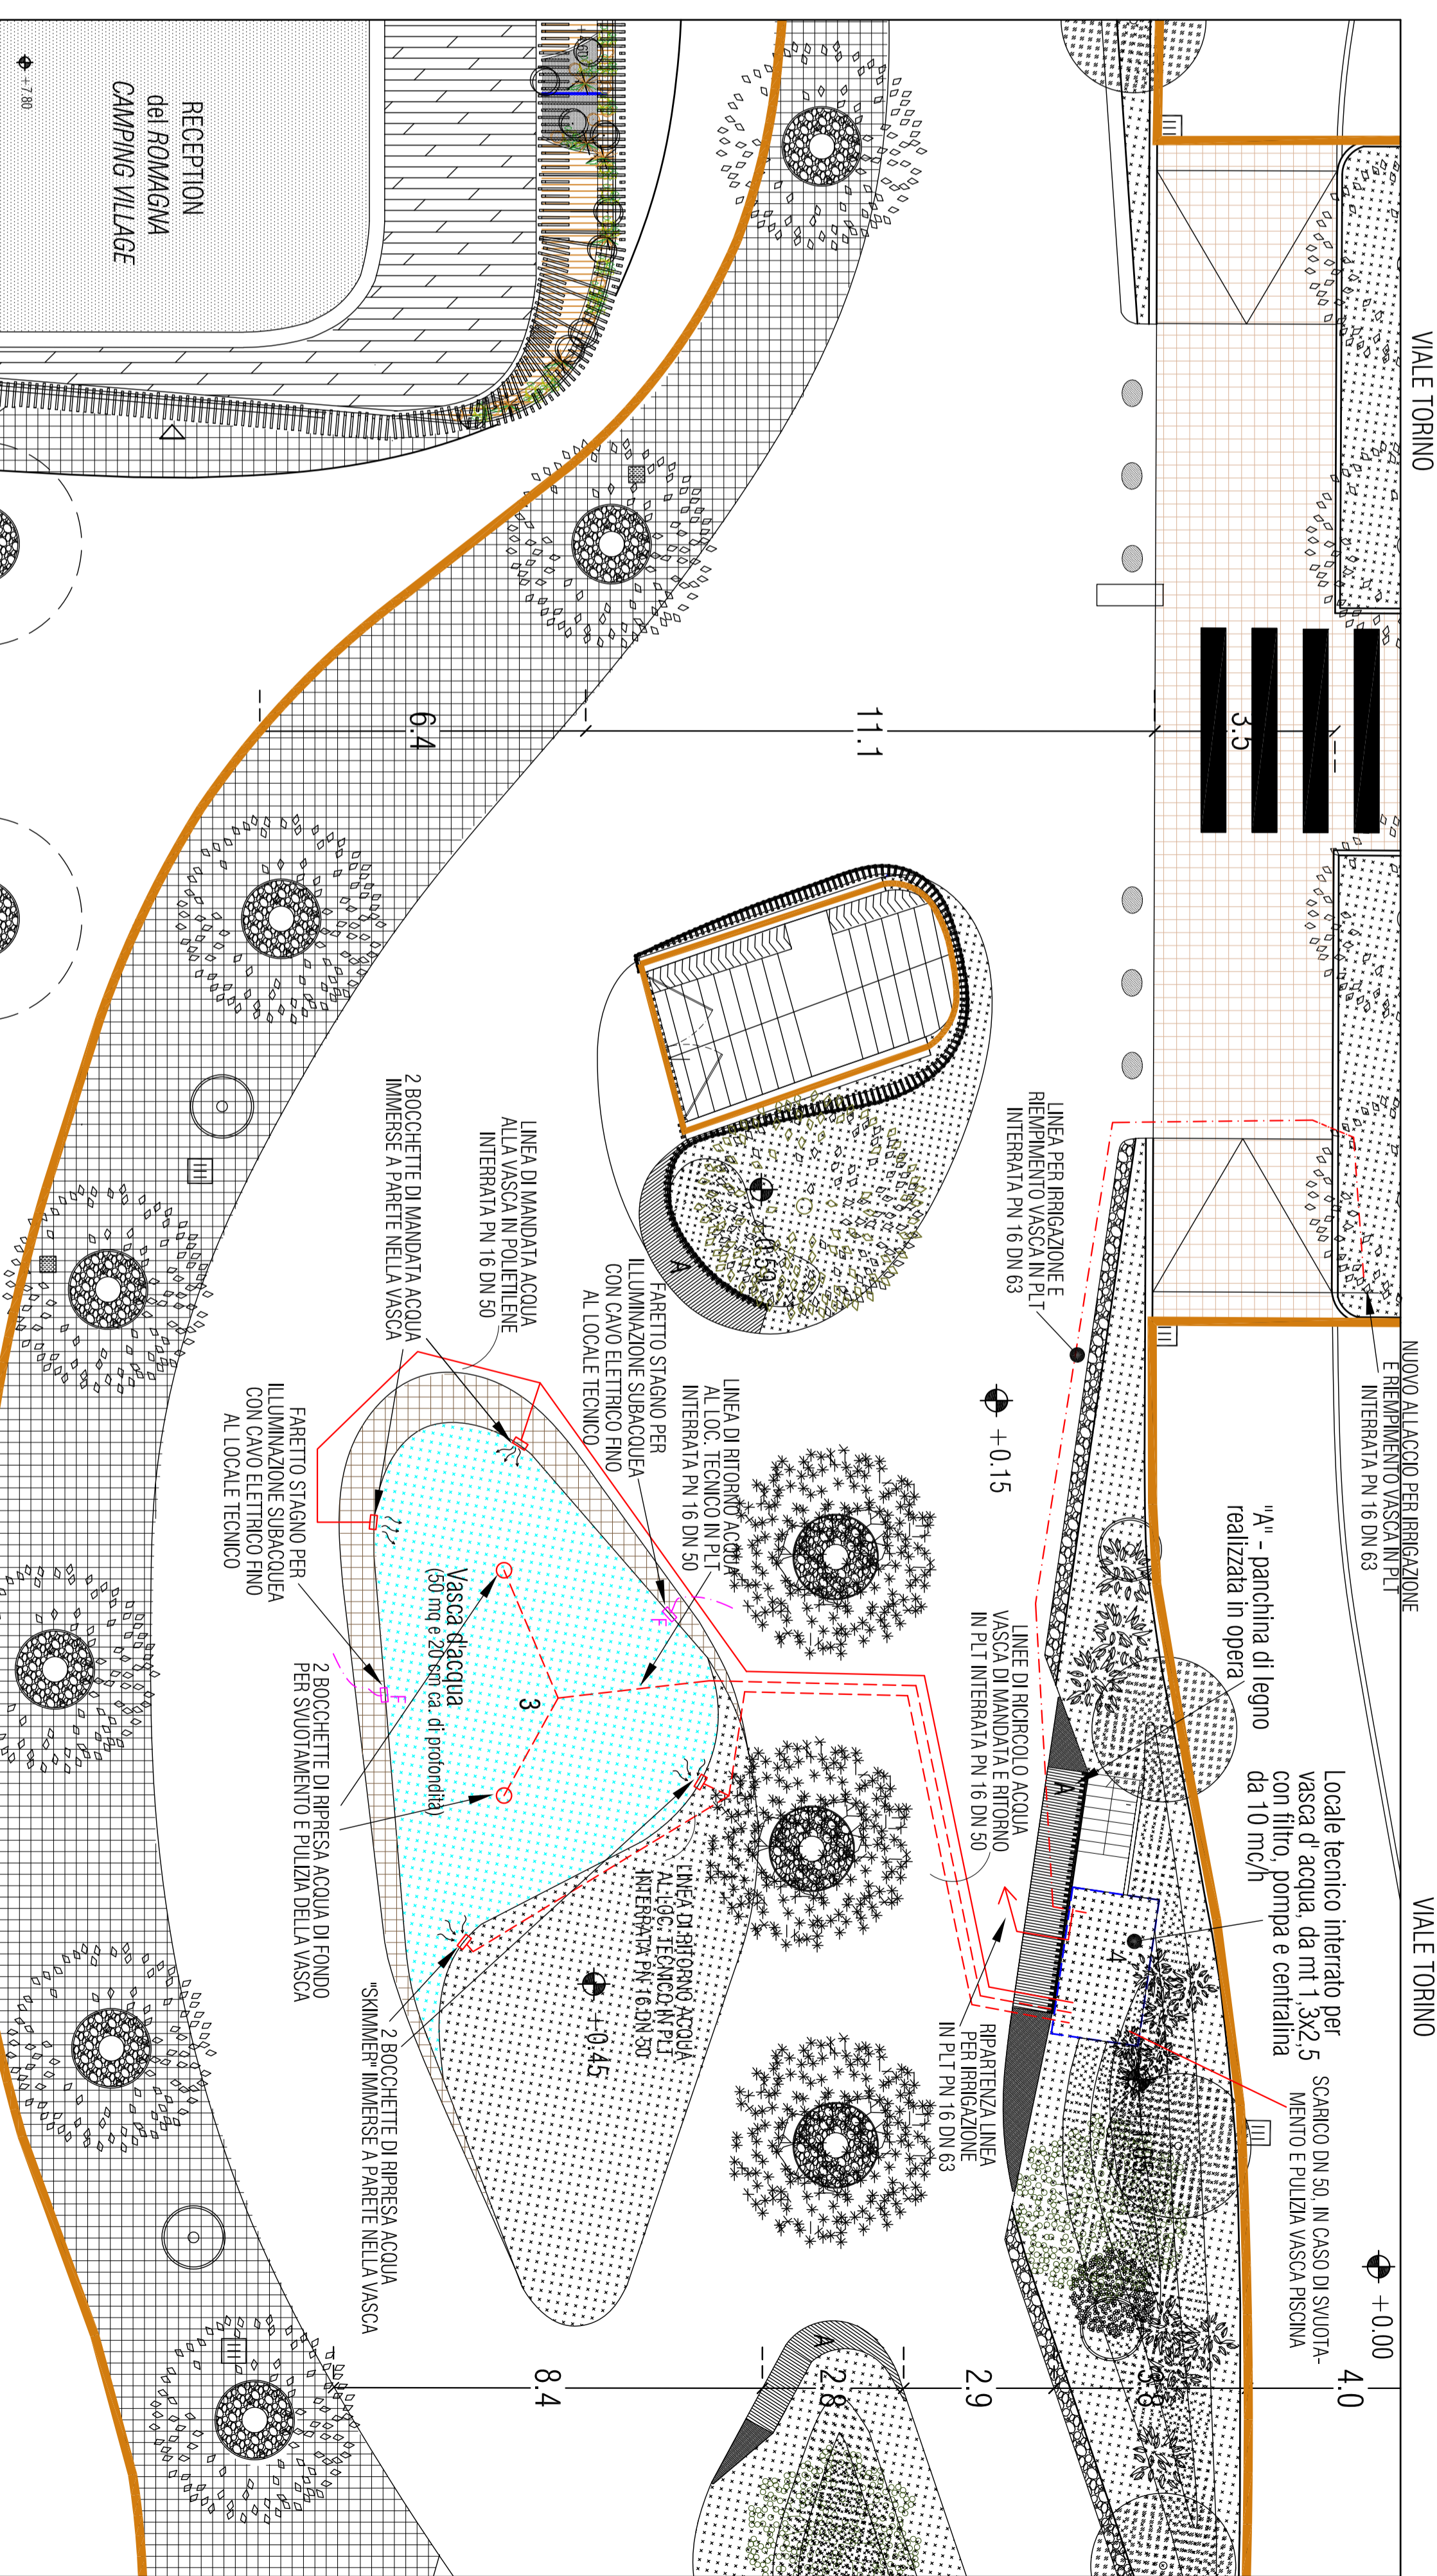 VIALE TORINO
VIALE TORINO
NUOVO ALLACCIO PER IRRIGAZIONE
E RIEMPIMENTO VASCA IN PLT
INTERRATA PN 16 DN 63
+0.00
4.0
3.5
SCARICO DN 50, IN CASO DI SVUOTA-
MENTO E PULIZIA VASCA PISCINA
Locale tecnico interrato per
vasca d' acqua, da mt 1,3x2,5
con filtro, pompa e centralina
da 10 mc/h
"A" - panchina di legno
realizzata in opera
3.8
4
A
LINEA PER IRRIGAZIONE E
RIEMPIMENTO VASCA IN PLT
INTERRATA PN 16 DN 63
+0.15
LINEE DI RICIRCOLO ACQUA
VASCA DI MANDATA E RITORNO
IN PLT INTERRATA PN 16 DN 50
RIPARTENZA LINEA
PER IRRIGAZIONE
IN PLT PN 16 DN 63
2.9
11.1
2.8
A
A
LINEA DI RITORNO ACQUA
AL LOC. TECNICO IN PLT
INTERRATA PN 16 DN 50
LINEA DI RITORNO ACQUA
AL LOC. TECNICO IN PLT
INTERRATA PN 16 DN 50
FARETTO STAGNO PER
ILLUMINAZIONE SUBACQUEA
CON CAVO ELETTRICO FINO
AL LOCALE TECNICO
+0.45
8.4
LINEA DI MANDATA ACQUA
ALLA VASCA IN POLIETILENE
INTERRATA PN 16 DN 50
2 BOCCHETTE DI MANDATA ACQUA
IMMERSE A PARETE NELLA VASCA
3
Vasca d'acqua
(50 mq e 20 cm ca. di profondita)
F
F
6.4
2 BOCCHETTE DI RIPRESA ACQUA
"SKIMMER" IMMERSE A PARETE NELLA VASCA
2 BOCCHETTE DI RIPRESA ACQUA DI FONDO
PER SVUOTAMENTO E PULIZIA DELLA VASCA
FARETTO STAGNO PER
ILLUMINAZIONE SUBACQUEA
CON CAVO ELETTRICO FINO
AL LOCALE TECNICO
RECEPTION
del ROMAGNA
CAMPING VILLAGE
+7.80